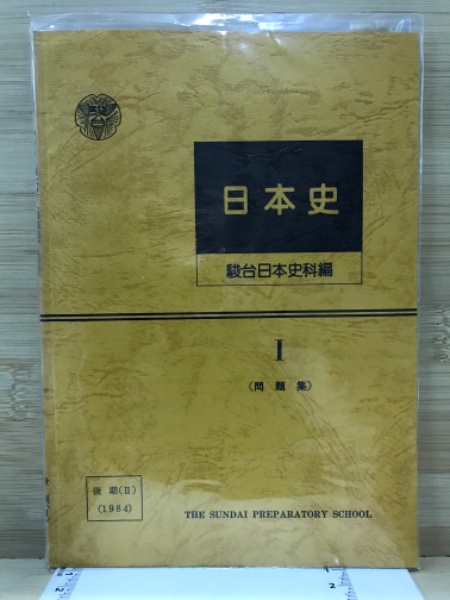 日本史
駿台日本史科編
I
(問題集)
後期(II)
(1984)
THE SUNDAI PREPARATORY SCHOOL